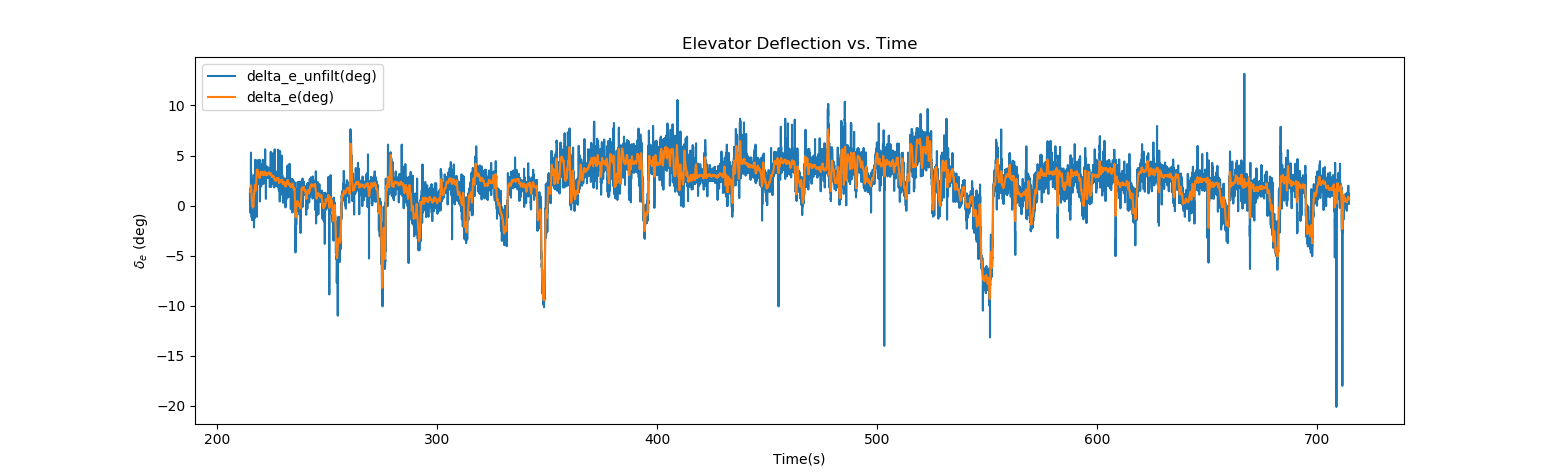 Elevator Deflection vs. Time
delta_e_unfilt(deg)
delta_e(deg)
δe (deg)
10
5
0
−5
−10
−15
−20
200 300 400 500 600 700
Time(s)